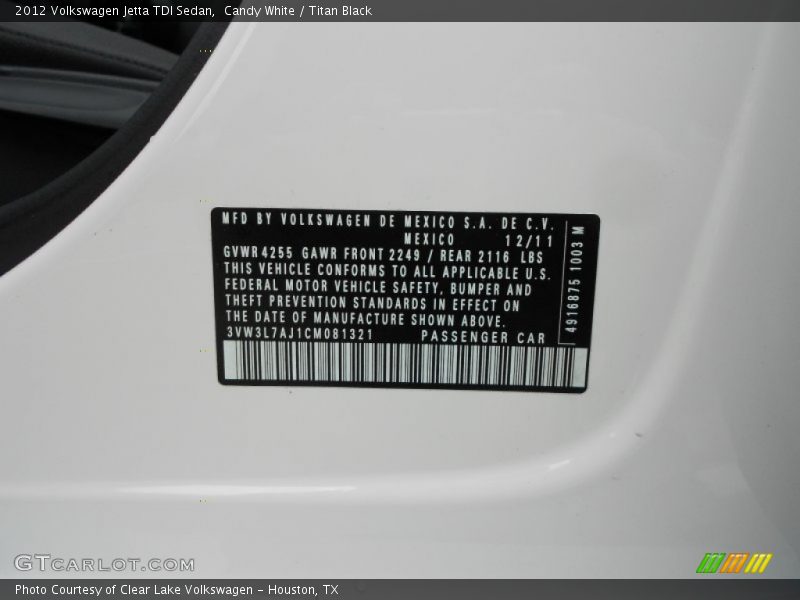 2012 Volkswagen Jetta TDI Sedan, Candy White / Titan Black
MFD BY VOLKSWAGEN DE MEXICO S.A. DE C.V.
MEXICO 12/11
GVWR 4255 GAWR FRONT 2249 / REAR 2116 LBS
THIS VEHICLE CONFORMS TO ALL APPLICABLE U.S.
FEDERAL MOTOR VEHICLE SAFETY, BUMPER AND
THEFT PREVENTION STANDARDS IN EFFECT ON
THE DATE OF MANUFACTURE SHOWN ABOVE.
3VW3L7AJ1CM081321 PASSENGER CAR
4916875 1003 M
GTCARLOT.COM
Photo Courtesy of Clear Lake Volkswagen - Houston, TX